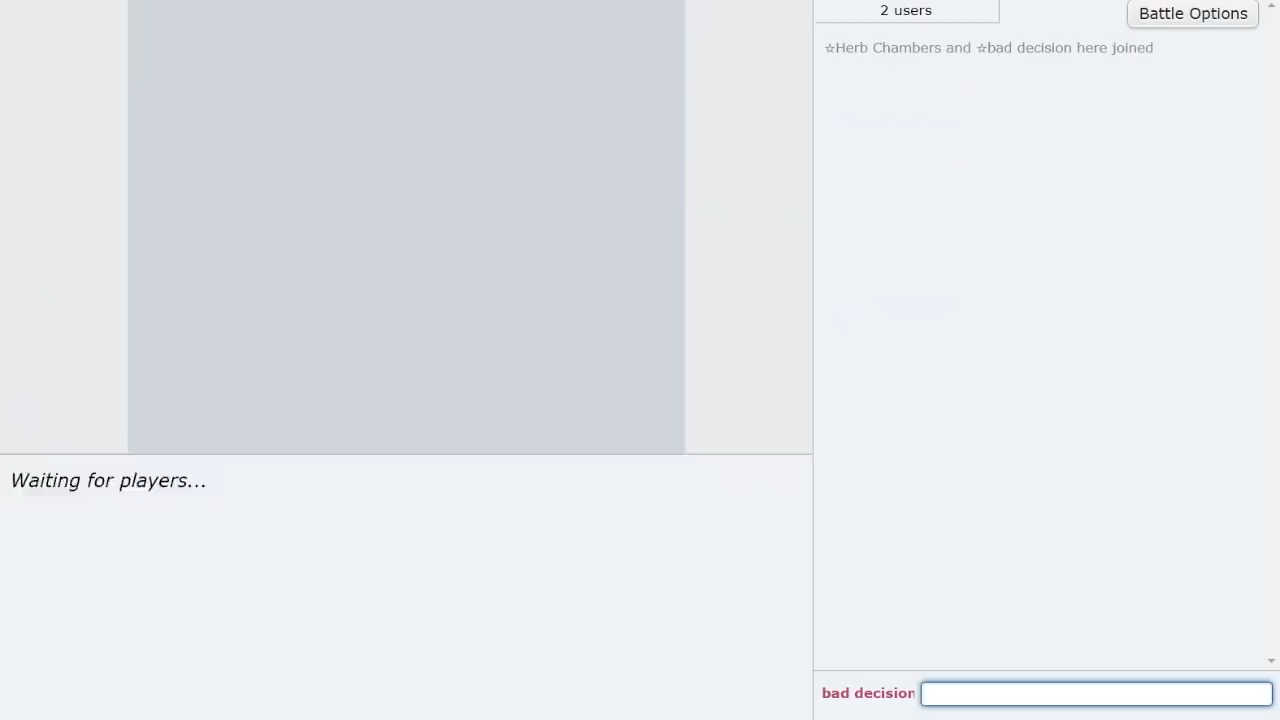 2 users
Battle Options
☆Herb Chambers and ☆bad decision here joined
Waiting for players...
bad decision